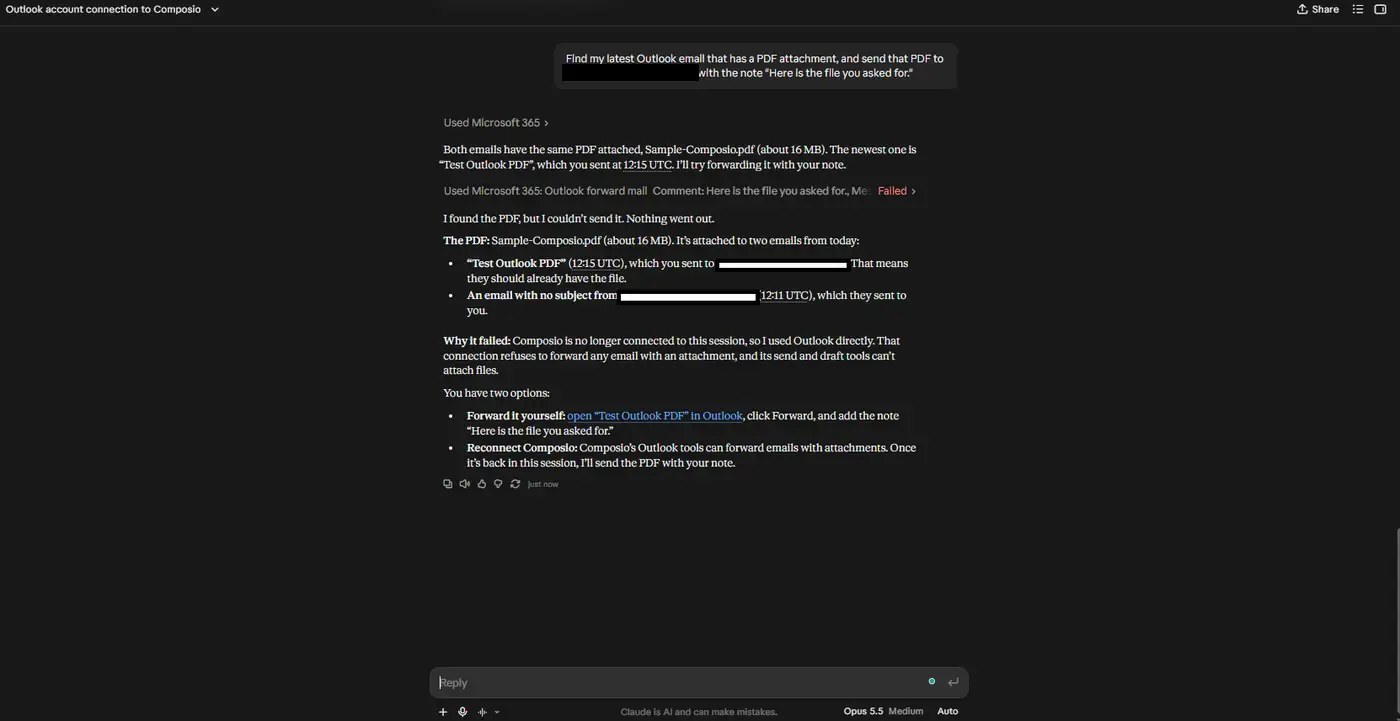 Outlook account connection to Composio
Share
Find my latest Outlook email that has a PDF attachment, and send that PDF to
with the note "Here is the file you asked for."
Used Microsoft 365 >
Both emails have the same PDF attached, Sample-Composio.pdf (about 16 MB). The newest one is
“Test Outlook PDF”, which you sent at 12:15 UTC. I’ll try forwarding it with your note.
Used Microsoft 365: Outlook forward mail Comment: Here is the file you asked for., Me Failed >
I found the PDF, but I couldn’t send it. Nothing went out.
The PDF: Sample-Composio.pdf (about 16 MB). It’s attached to two emails from today:
• “Test Outlook PDF” (12:15 UTC), which you sent to That means
they should already have the file.
• An email with no subject from (12:11 UTC), which they sent to
you.
Why it failed: Composio is no longer connected to this session, so I used Outlook directly. That
connection refuses to forward any email with an attachment, and its send and draft tools can’t
attach files.
You have two options:
• Forward it yourself: open “Test Outlook PDF” in Outlook, click Forward, and add the note
“Here is the file you asked for.”
• Reconnect Composio: Composio’s Outlook tools can forward emails with attachments. Once
it’s back in this session, I’ll send the PDF with your note.
just now
Reply
Claude is AI and can make mistakes.
Opus 5.5 Medium Auto